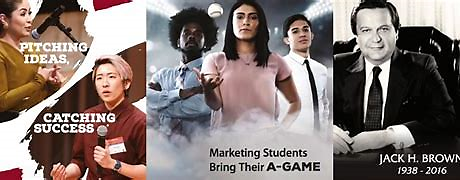 PITCHING
IDEAS,
CATCHING
SUCCESS
Marketing Students
Bring Their A-GAME
JACK H. BROWN
1938 - 2016